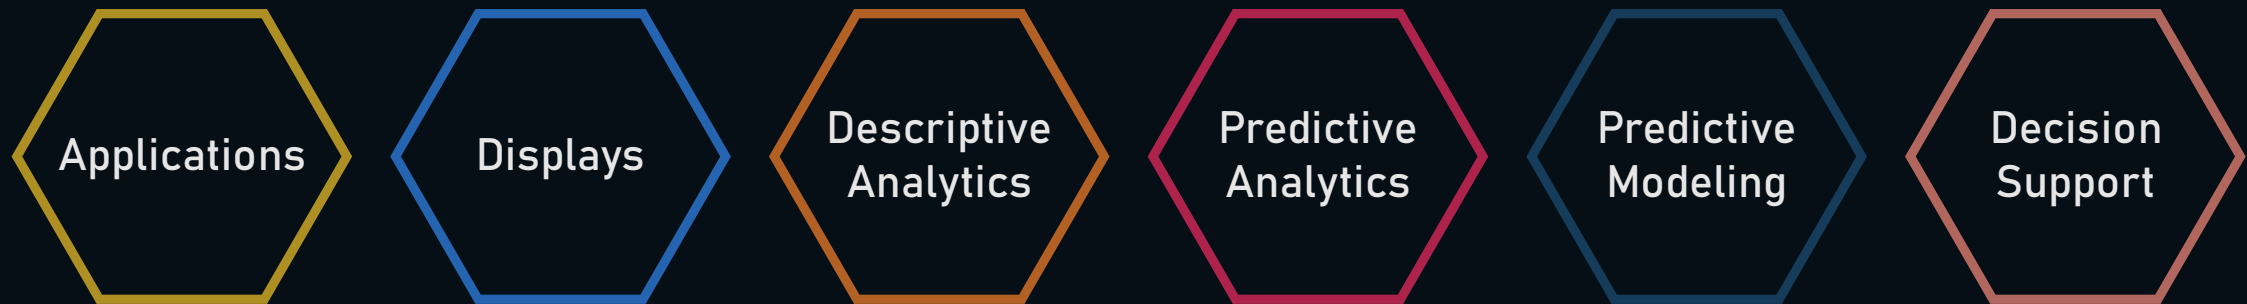 Applications
Displays
Descriptive
Analytics
Predictive
Analytics
Predictive
Modeling
Decision
Support